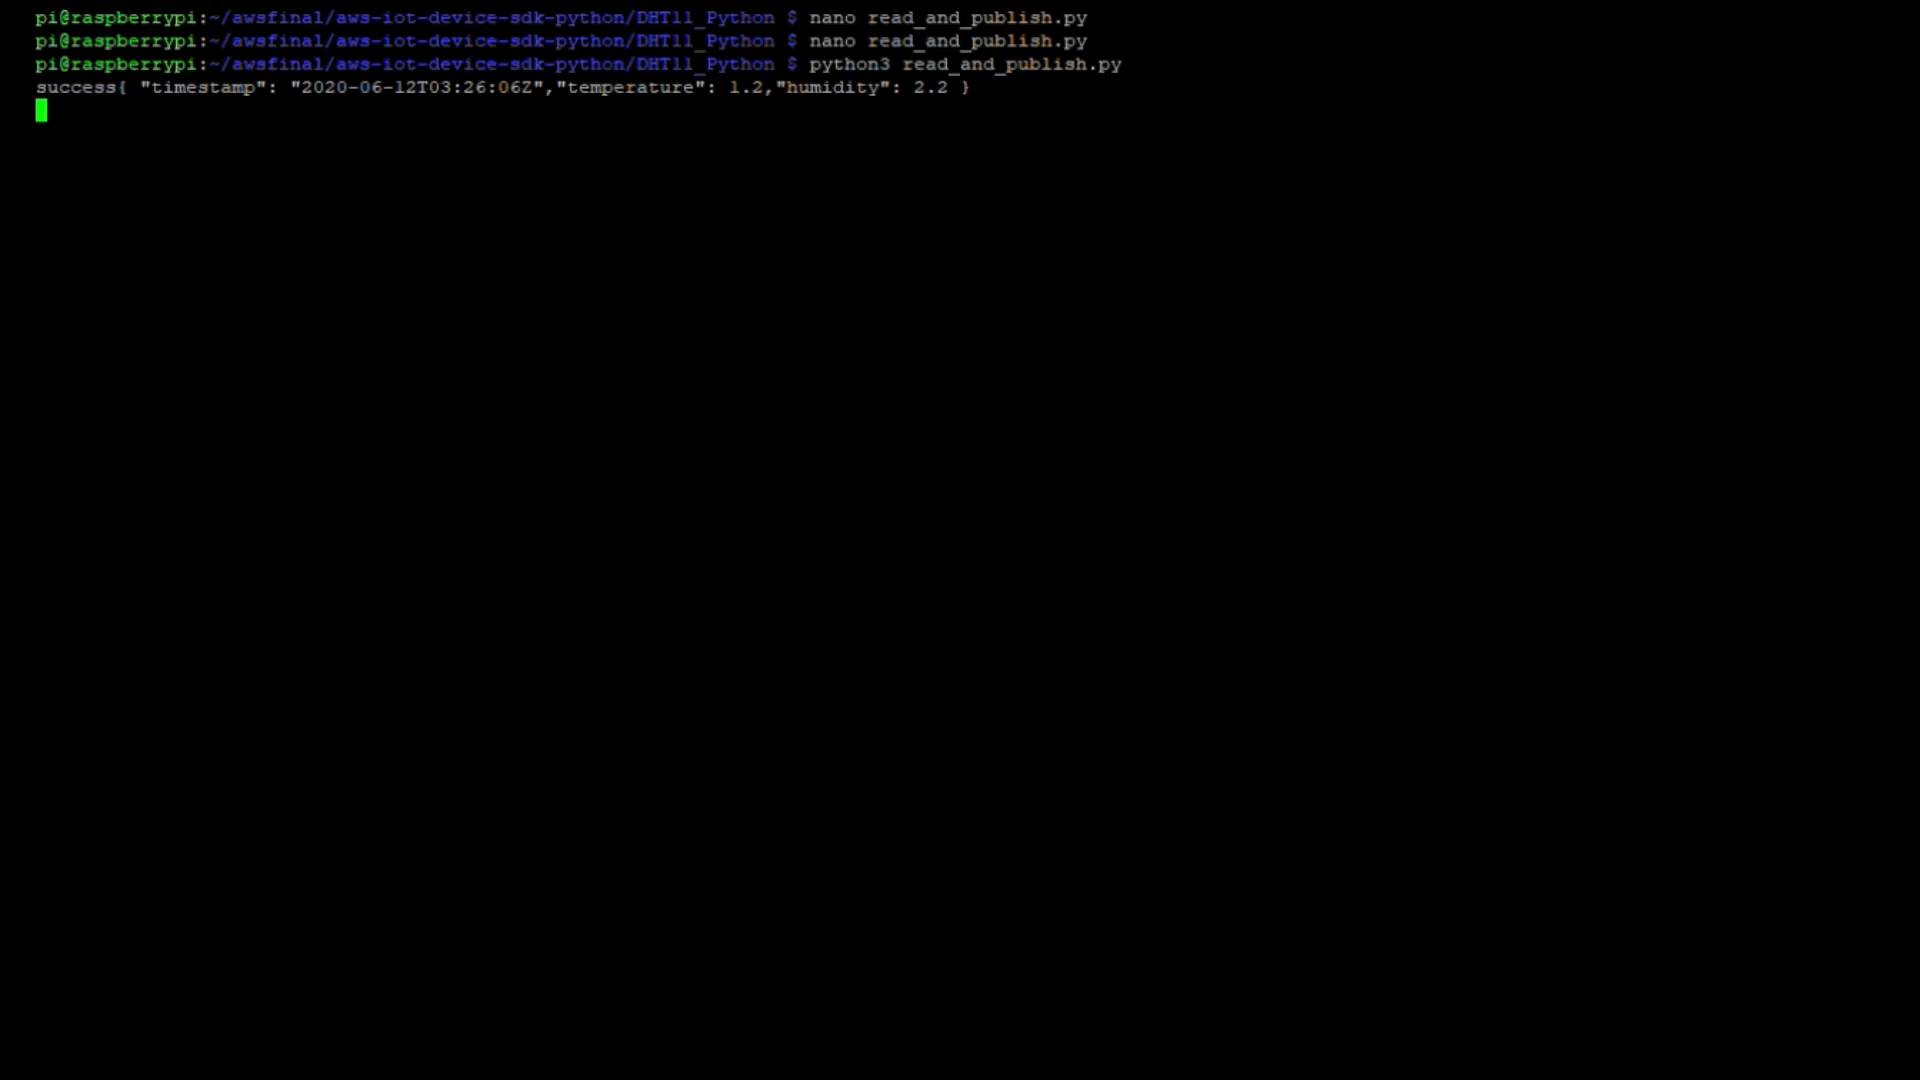 pi@raspberrypi:~/awsfinal/aws-iot-device-sdk-python/DHT11_Python $ nano read_and_publish.py
pi@raspberrypi:~/awsfinal/aws-iot-device-sdk-python/DHT11_Python $ nano read_and_publish.py
pi@raspberrypi:~/awsfinal/aws-iot-device-sdk-python/DHT11_Python $ python3 read_and_publish.py
success{ "timestamp": "2020-06-12T03:26:06Z","temperature": 1.2,"humidity": 2.2 }